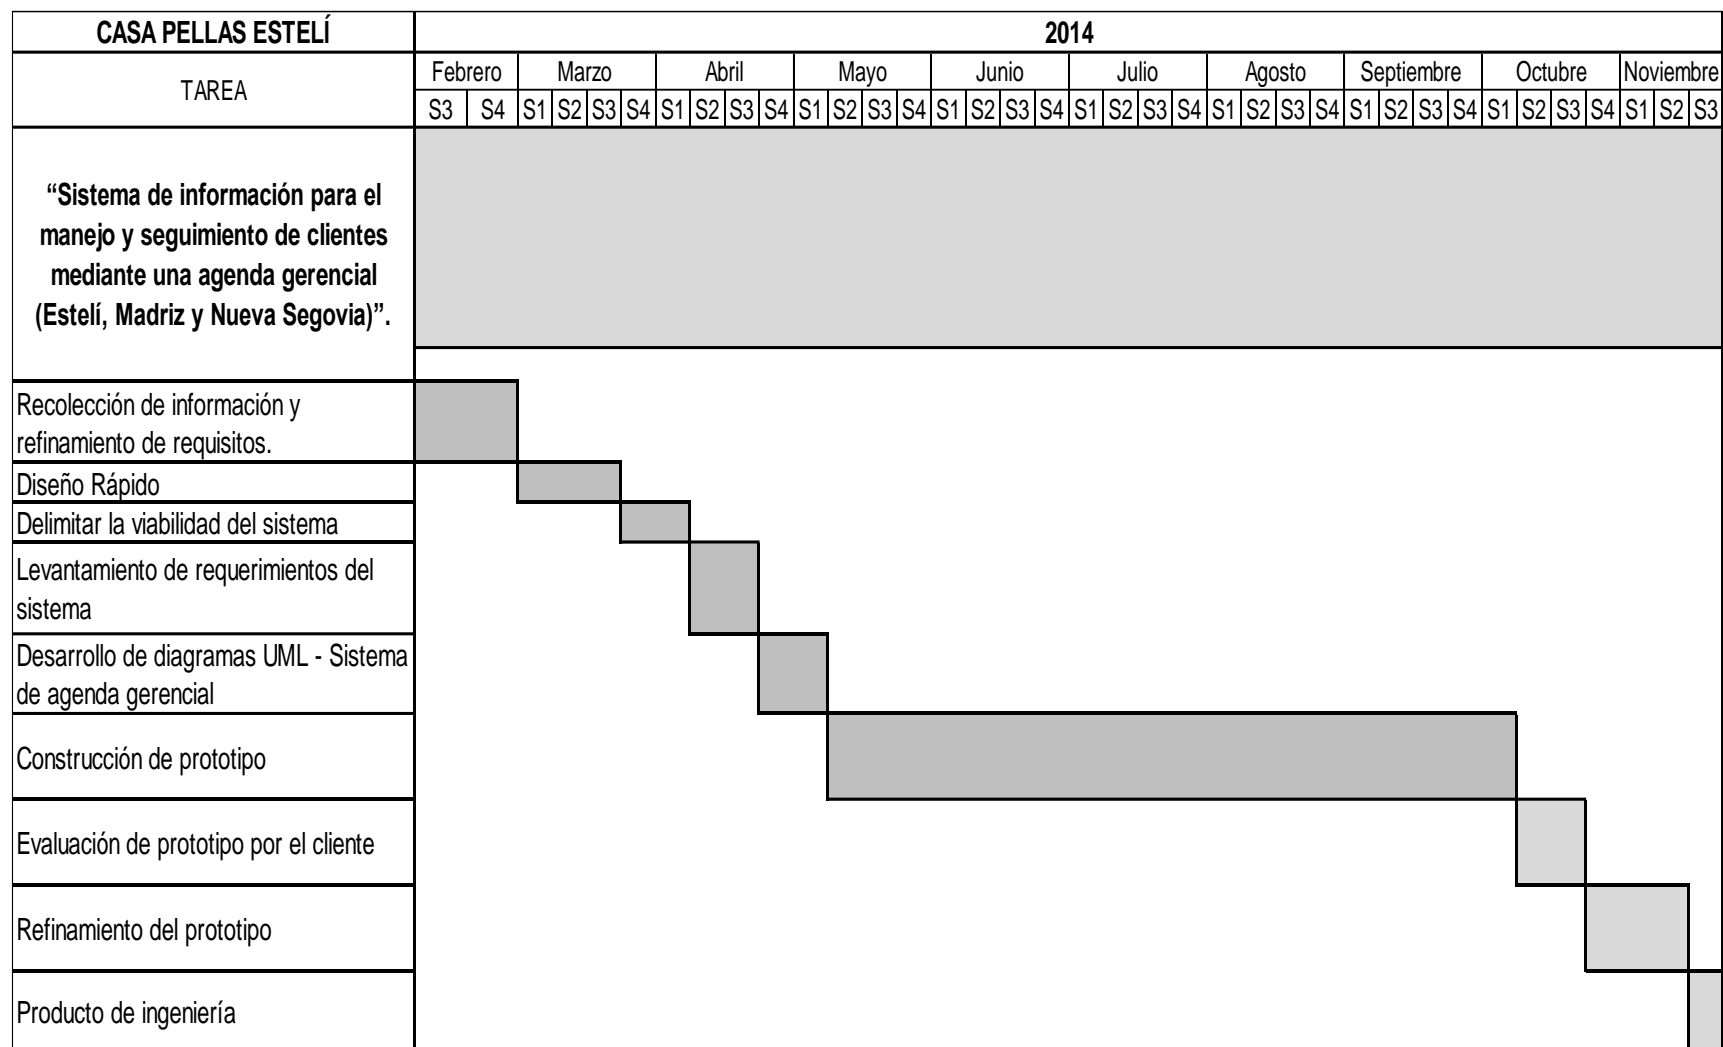 CASA PELLAS ESTELÍ 2014
TAREA Febrero Marzo Abril Mayo Junio Julio Agosto Septiembre Octubre Noviembre
S3 S4 S1 S2 S3 S4 S1 S2 S3 S4 S1 S2 S3 S4 S1 S2 S3 S4 S1 S2 S3 S4 S1 S2 S3 S4 S1 S2 S3 S4 S1 S2 S3 S4 S1 S2 S3
“Sistema de información para el
manejo y seguimiento de clientes
mediante una agenda gerencial
(Estelí, Madriz y Nueva Segovia)”.
Recolección de información y
refinamiento de requisitos.
Diseño Rápido
Delimitar la viabilidad del sistema
Levantamiento de requerimientos del
sistema
Desarrollo de diagramas UML - Sistema
de agenda gerencial
Construcción de prototipo
Evaluación de prototipo por el cliente
Refinamiento del prototipo
Producto de ingeniería